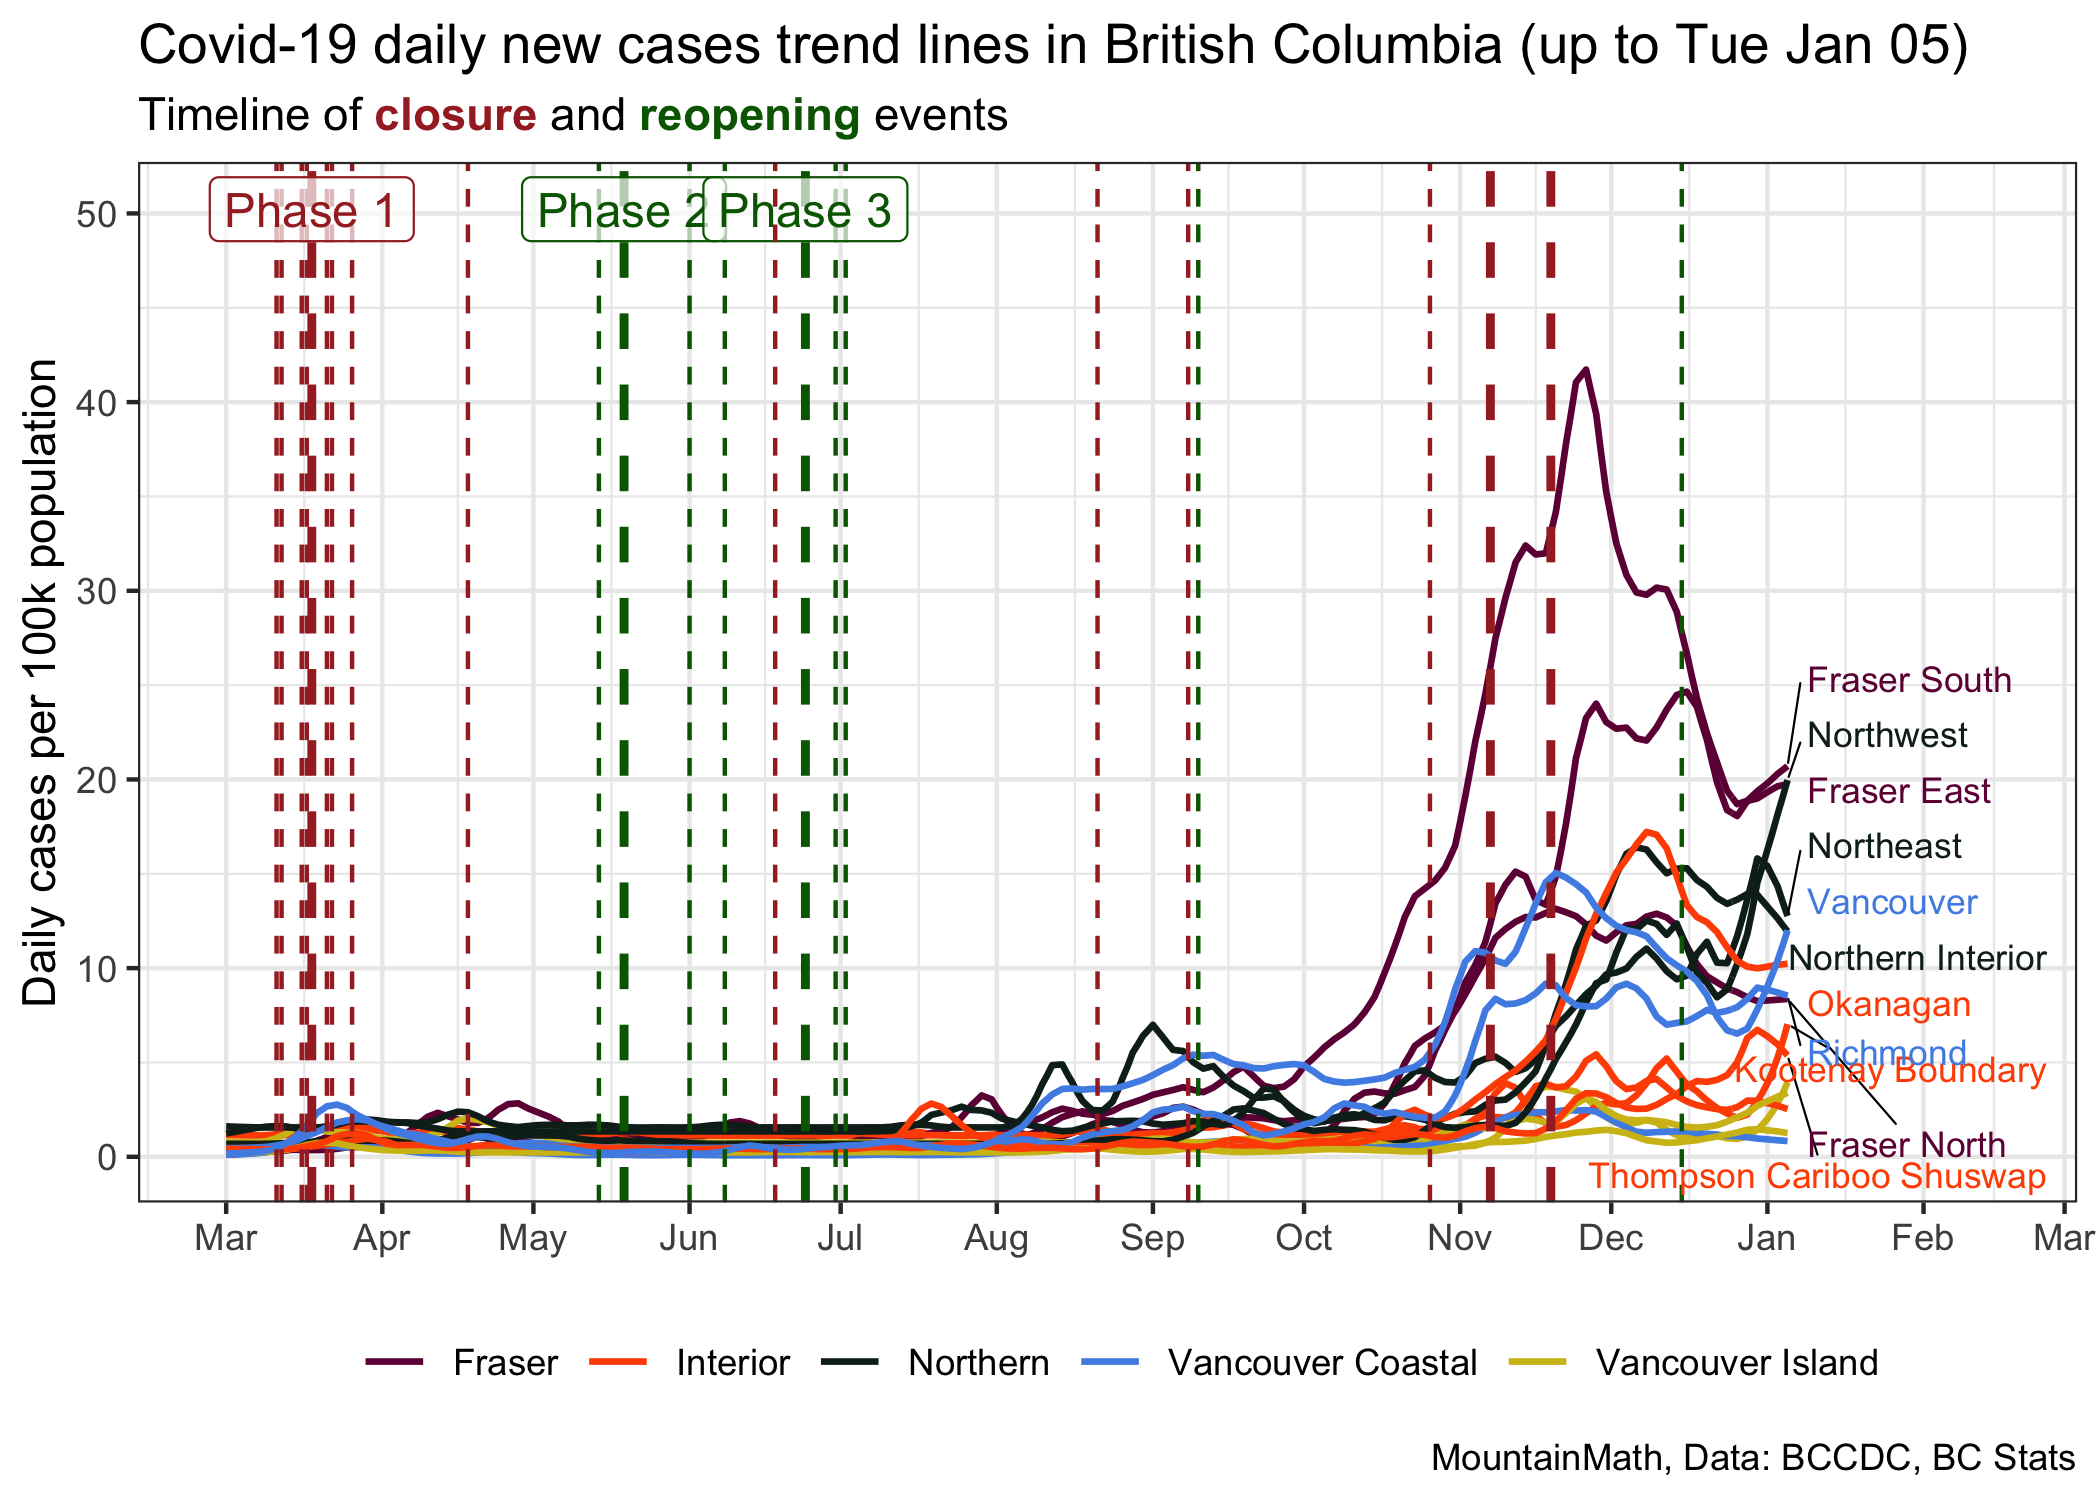 Covid-19 daily new cases trend lines in British Columbia (up to Tue Jan 05)
Timeline of closure and reopening events
Daily cases per 100k population
50
40
30
20
10
0
Phase 1
Phase 2
Phase 3
Fraser South
Northwest
Fraser East
Northeast
Vancouver
Northern Interior
Okanagan
Richmond
Kootenay Boundary
Fraser North
Thompson Cariboo Shuswap
Mar Apr May Jun Jul Aug Sep Oct Nov Dec Jan Feb Mar
Fraser Interior Northern Vancouver Coastal Vancouver Island
MountainMath, Data: BCCDC, BC Stats